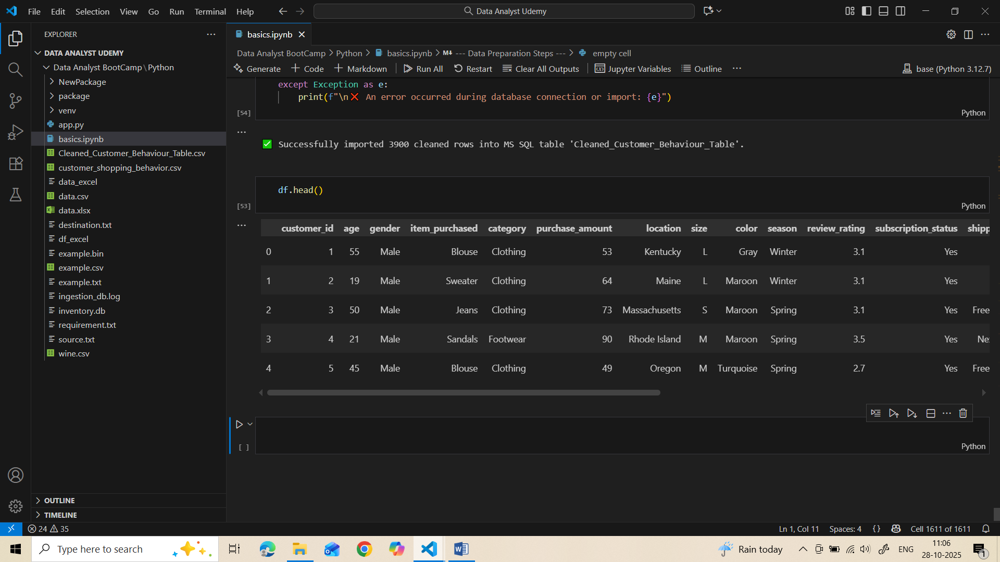 File Edit Selection View Go Run Terminal Help
Data Analyst Udemy
EXPLORER
DATA ANALYST UDEMY
Data Analyst BootCamp\Python
NewPackage
package
venv
app.py
basics.ipynb
Cleaned_Customer_Behaviour_Table.csv
customer_shopping_behavior.csv
data_excel
data.csv
data.xlsx
destination.txt
df_excel
example.bin
example.csv
example.txt
ingestion_db.log
inventory.db
requirement.txt
source.txt
wine.csv
OUTLINE
TIMELINE
basics.ipynb
Data Analyst BootCamp > Python > basics.ipynb > M↓ --- Data Preparation Steps --- > empty cell
Generate + Code + Markdown Run All Restart Clear All Outputs Jupyter Variables Outline ... base (Python 3.12.7)
except Exception as e:
print(f"\n❌ An error occurred during database connection or import: {e}")
[54]
Python
✅ Successfully imported 3900 cleaned rows into MS SQL table 'Cleaned_Customer_Behaviour_Table'.
df.head()
[53]
Python
customer_id age gender item_purchased category purchase_amount location size color season review_rating subscription_status shipp
0 1 55 Male Blouse Clothing 53 Kentucky L Gray Winter 3.1 Yes
1 2 19 Male Sweater Clothing 64 Maine L Maroon Winter 3.1 Yes
2 3 50 Male Jeans Clothing 73 Massachusetts S Maroon Spring 3.1 Yes Free
3 4 21 Male Sandals Footwear 90 Rhode Island M Maroon Spring 3.5 Yes Ne
4 5 45 Male Blouse Clothing 49 Oregon M Turquoise Spring 2.7 Yes Free
[ ]
Python
24 35
Ln 1, Col 11 Spaces: 4 {} Cell 1611 of 1611
Type here to search
Rain today
ENG
11:06
28-10-2025
1